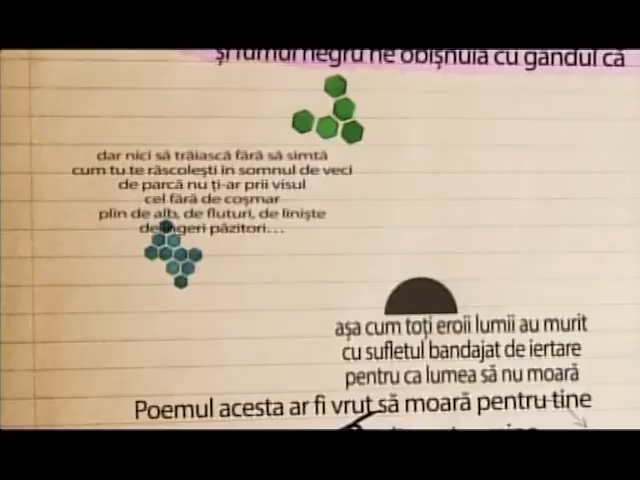 și fumul negru ne obișnuia cu gândul că
dar nici să trăiască fără să simtă
cum tu te răscolești în somnul de veci
de parcă nu ți-ar prii visul
cel fără de coșmar
plin de alb, de fluturi, de liniște
de îngeri păzitori...
așa cum toți eroii lumii au murit
cu sufletul bandajat de iertare
pentru ca lumea să nu moară
Poemul acesta ar fi vrut să moară pentru tine